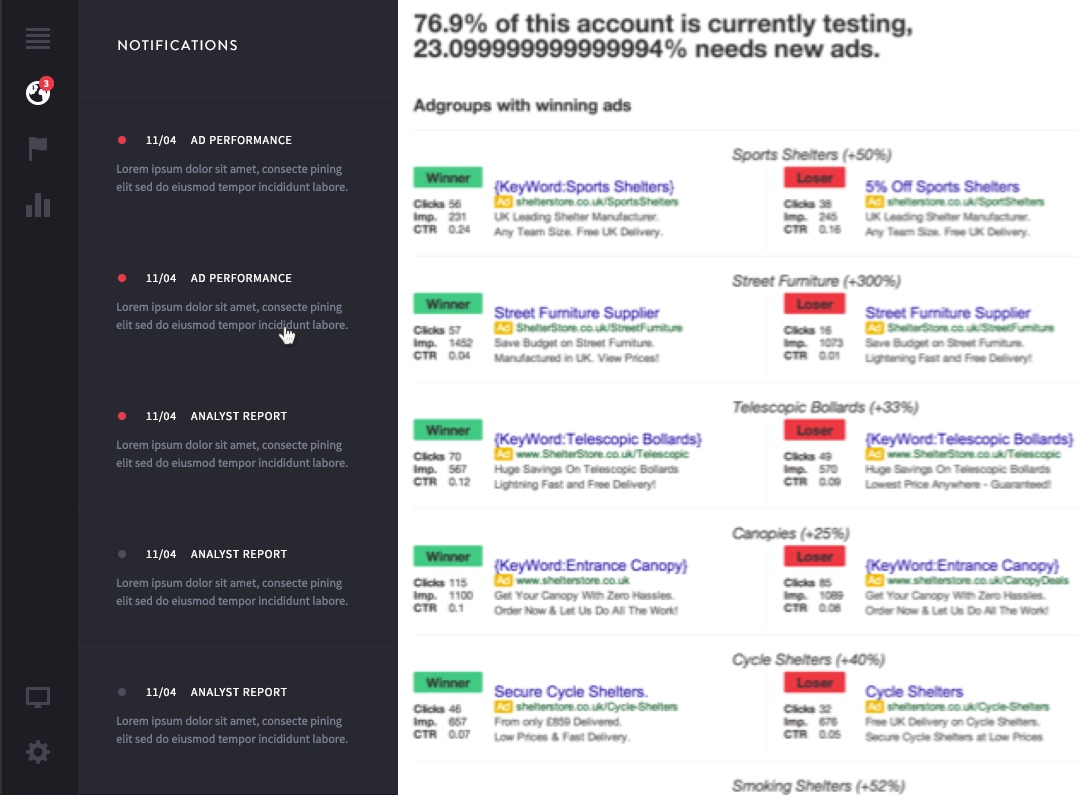 3
NOTIFICATIONS
11/04 AD PERFORMANCE
Lorem ipsum dolor sit amet, consecte pining
elit sed do eiusmod tempor incididunt labore.
11/04 AD PERFORMANCE
Lorem ipsum dolor sit amet, consecte pining
elit sed do eiusmod tempor incididunt labore.
11/04 ANALYST REPORT
Lorem ipsum dolor sit amet, consecte pining
elit sed do eiusmod tempor incididunt labore.
11/04 ANALYST REPORT
Lorem ipsum dolor sit amet, consecte pining
elit sed do eiusmod tempor incididunt labore.
11/04 ANALYST REPORT
Lorem ipsum dolor sit amet, consecte pining
elit sed do eiusmod tempor incididunt labore.
76.9% of this account is currently testing,
23.099999999999994% needs new ads.
Adgroups with winning ads
Sports Shelters (+50%)
Winner
Clicks 56
Imp. 231
CTR 0.24
{KeyWord:Sports Shelters}
Ad shelterstore.co.uk/SportsShelters
UK Leading Shelter Manufacturer.
Any Team Size. Free UK Delivery.
Loser
Clicks 38
Imp. 245
CTR 0.16
5% Off Sports Shelters
Ad shelterstore.co.uk/SportShelters
UK Leading Shelter Manufacturer.
Any Team Size. Free UK Delivery.
Street Furniture (+300%)
Winner
Clicks 57
Imp. 1452
CTR 0.04
Street Furniture Supplier
Ad ShelterStore.co.uk/StreetFurniture
Save Budget on Street Furniture.
Manufactured in UK. View Prices!
Loser
Clicks 16
Imp. 1073
CTR 0.01
Street Furniture Supplier
Ad ShelterStore.co.uk/StreetFurniture
Save Budget on Street Furniture.
Lightening Fast and Free Delivery!
Telescopic Bollards (+33%)
Winner
Clicks 70
Imp. 567
CTR 0.12
{KeyWord:Telescopic Bollards}
Ad www.ShelterStore.co.uk/Telescopic
Huge Savings On Telescopic Bollards
Lightning Fast and Free Delivery!
Loser
Clicks 49
Imp. 570
CTR 0.09
{KeyWord:Telescopic Bollards}
Ad www.ShelterStore.co.uk/Telescopic
Huge Savings On Telescopic Bollards
Lowest Price Anywhere - Guaranteed!
Canopies (+25%)
Winner
Clicks 115
Imp. 1100
CTR 0.1
{KeyWord:Entrance Canopy}
Ad www.shelterstore.co.uk
Get Your Canopy With Zero Hassles.
Order Now & Let Us Do All The Work!
Loser
Clicks 85
Imp. 1089
CTR 0.08
{KeyWord:Entrance Canopy}
Ad www.shelterstore.co.uk/CanopyDeals
Get Your Canopy With Zero Hassles.
Order Now & Let Us Do All The Work!
Cycle Shelters (+40%)
Winner
Clicks 46
Imp. 657
CTR 0.07
Secure Cycle Shelters.
Ad shelterstore.co.uk/Cycle-Shelters
From only £859 Delivered.
Low Prices & Fast Delivery.
Loser
Clicks 32
Imp. 676
CTR 0.05
Cycle Shelters
Ad shelterstore.co.uk/Cycle-Shelters
Free UK Delivery on Cycle Shelters.
Secure Cycle Shelters at Low Prices
Smoking Shelters (+52%)